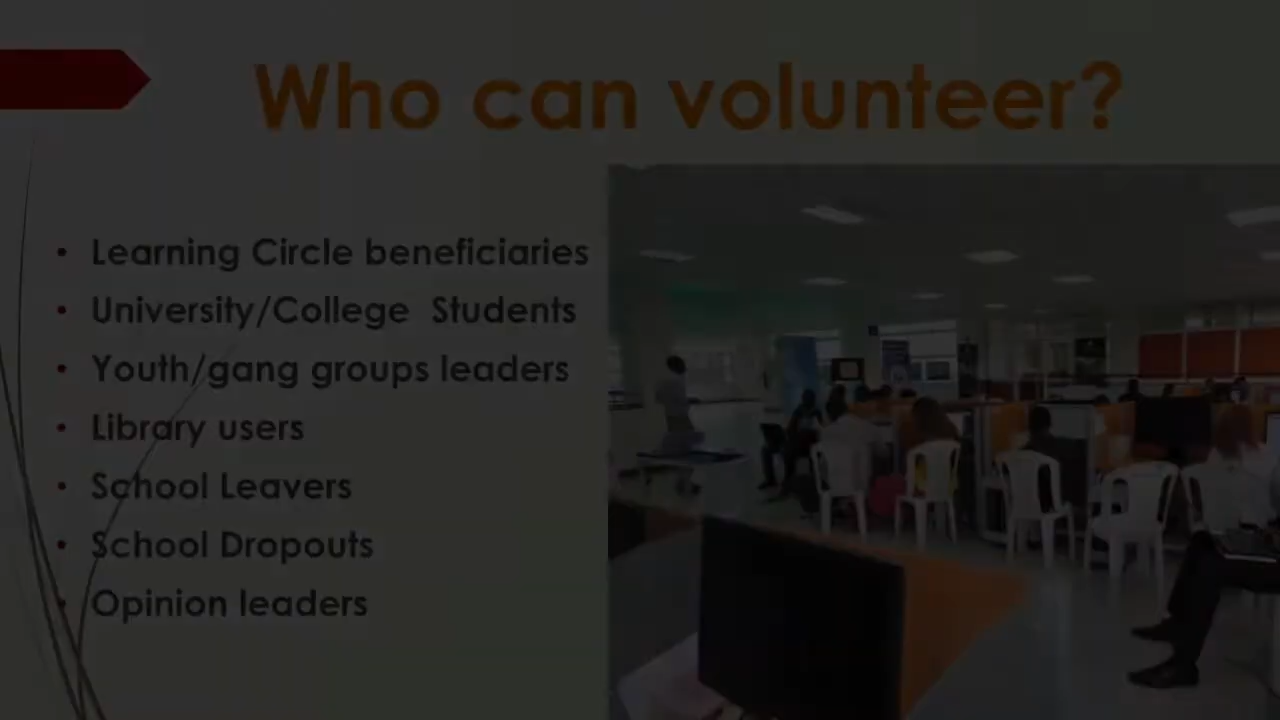 Who can volunteer?
• Learning Circle beneficiaries
• University/College Students
• Youth/gang groups leaders
• Library users
• School Leavers
• School Dropouts
• Opinion leaders